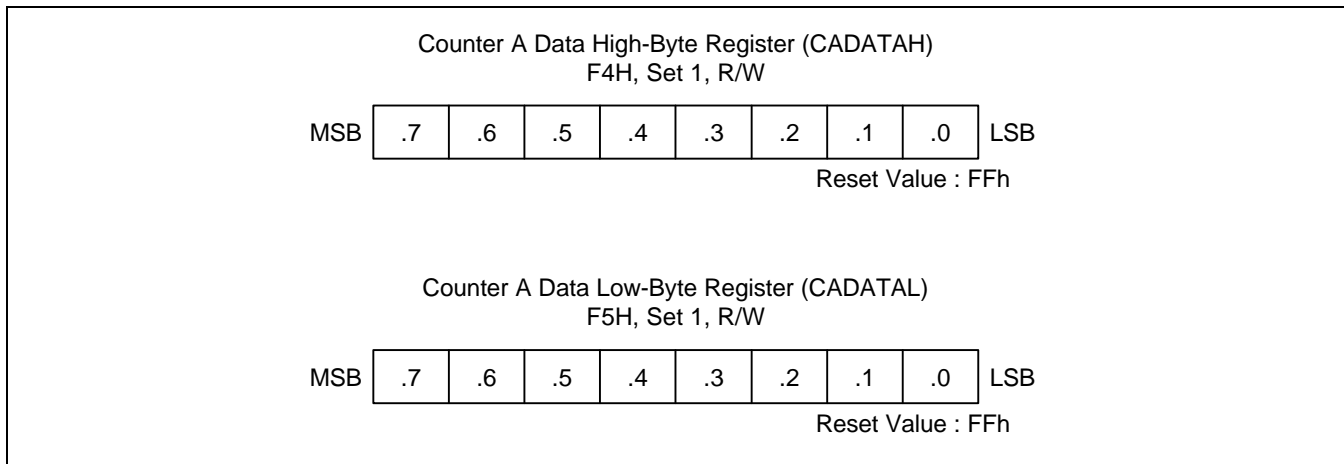 Counter A Data High-Byte Register (CADATAH)
F4H, Set 1, R/W
MSB .7 .6 .5 .4 .3 .2 .1 .0 LSB
Reset Value : FFh
Counter A Data Low-Byte Register (CADATAL)
F5H, Set 1, R/W
MSB .7 .6 .5 .4 .3 .2 .1 .0 LSB
Reset Value : FFh